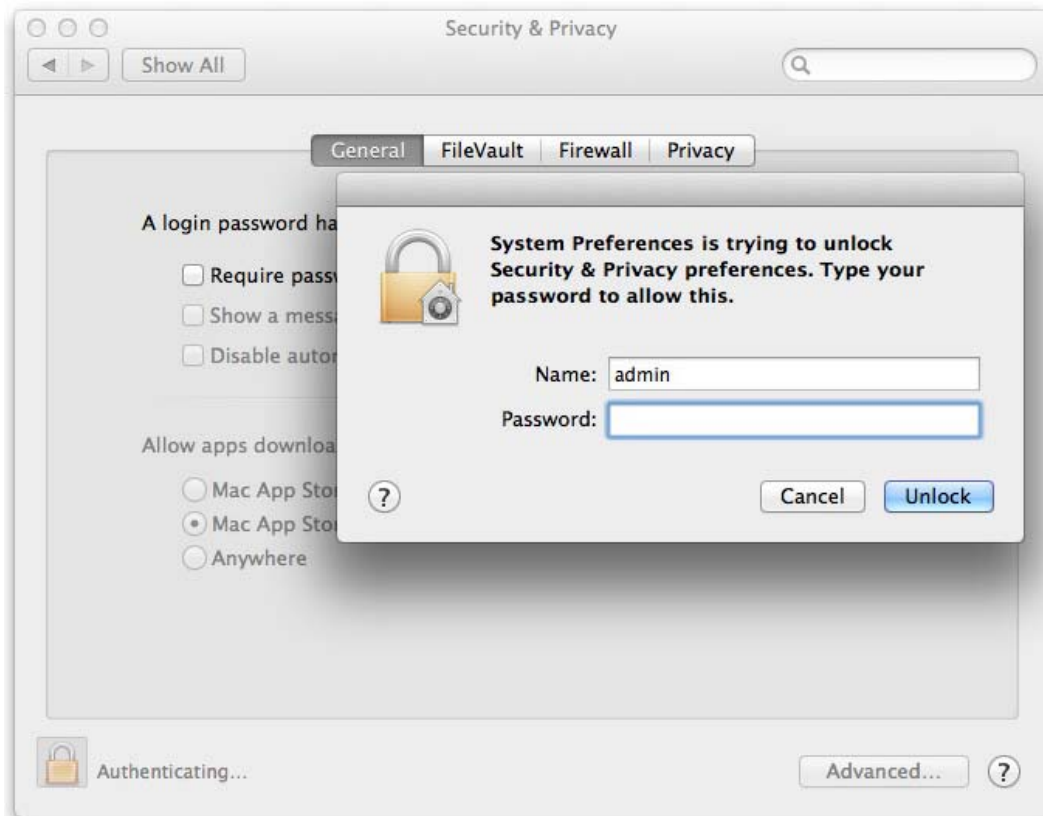 Security & Privacy
Show All
General FileVault Firewall Privacy
A login password ha
Require passw
Show a messa
Disable autor
Allow apps downloa
Mac App Stor
Mac App Stor
Anywhere
System Preferences is trying to unlock
Security & Privacy preferences. Type your
password to allow this.
Name: admin
Password:
?
Cancel Unlock
Authenticating...
Advanced... ?